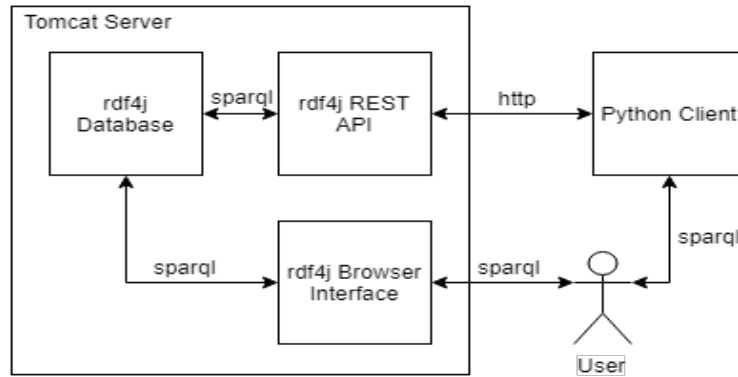 Tomcat Server
rdf4j
Database
sparql
rdf4j REST
API
http
Python Client
sparql
sparql
rdf4j Browser
Interface
sparql
User